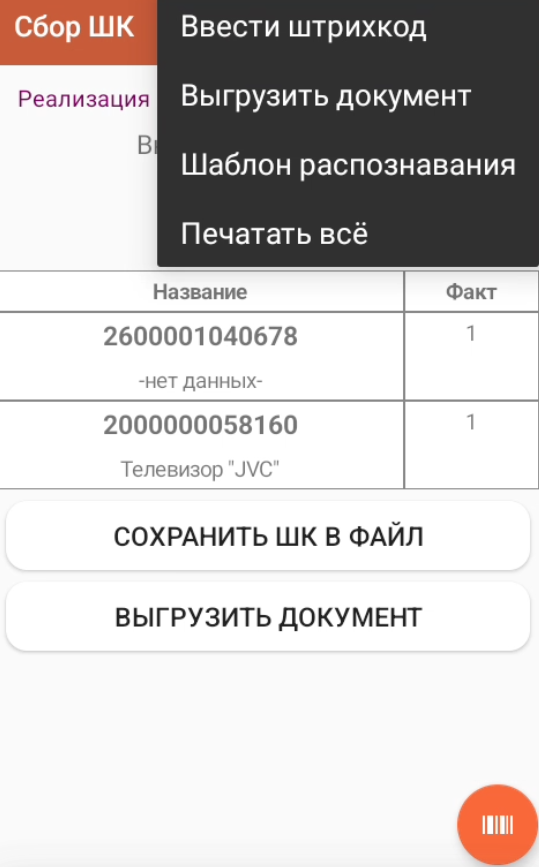 Сбор ШК
Ввести штрихкод
Реализация
Выгрузить документ
Шаблон распознавания
Печатать всё
Название Факт
2600001040678 1
-нет данных-
2000000058160 1
Телевизор "JVC"
СОХРАНИТЬ ШК В ФАЙЛ
ВЫГРУЗИТЬ ДОКУМЕНТ